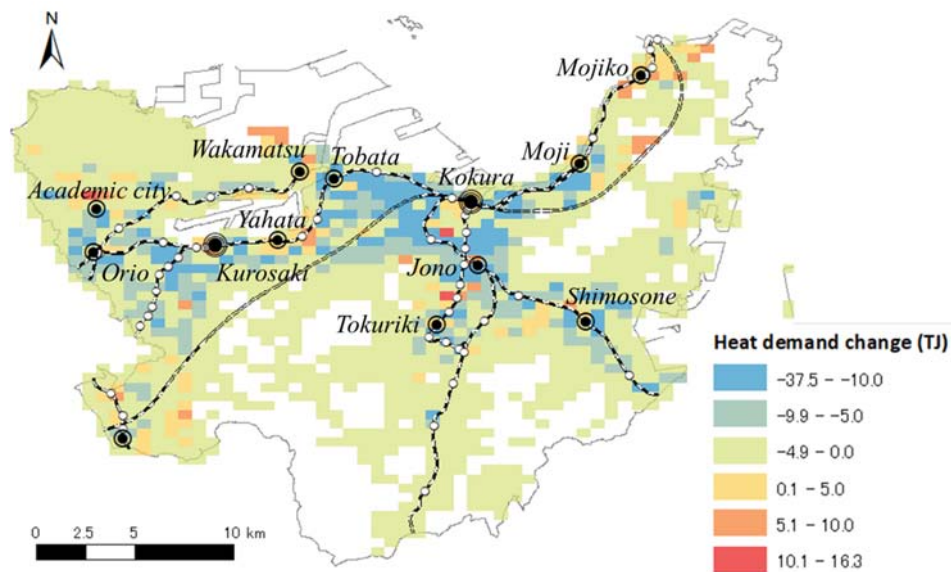 N
Mojiko
Wakamatsu
Tobata
Moji
Kokura
Academic city
Yahata
Orio
Kurosaki
Jono
Shimosone
Tokuriki
Heat demand change (TJ)
-37.5 - -10.0
-9.9 - -5.0
-4.9 - 0.0
0.1 - 5.0
5.1 - 10.0
10.1 - 16.3
0 2.5 5 10 km